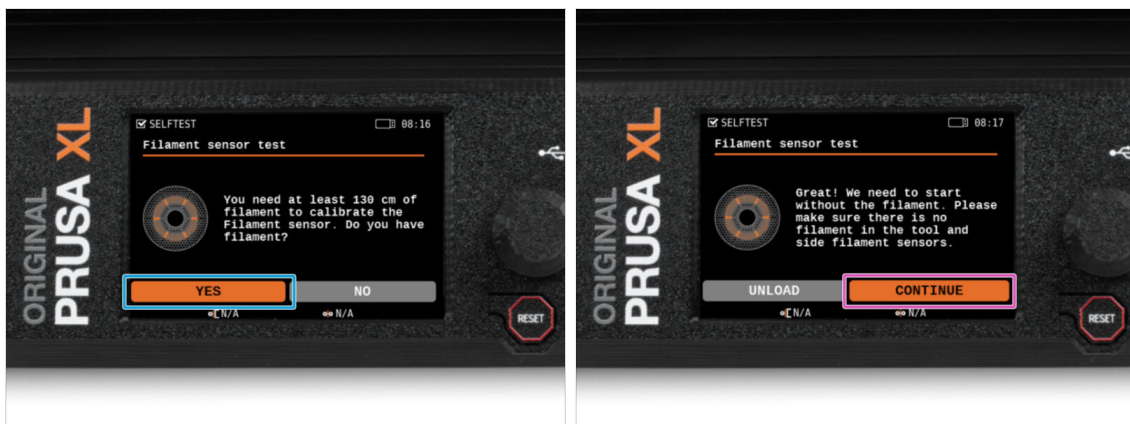 ORIGINAL
PRUSA XL
SELFTEST
08:16
Filament sensor test
You need at least 130 cm of
filament to calibrate the
Filament sensor. Do you have
filament?
YES
NO
N/A
N/A
RESET
ORIGINAL
PRUSA XL
SELFTEST
08:17
Filament sensor test
Great! We need to start
without the filament. Please
make sure there is no
filament in the tool and
side filament sensors.
UNLOAD
CONTINUE
N/A
N/A
RESET